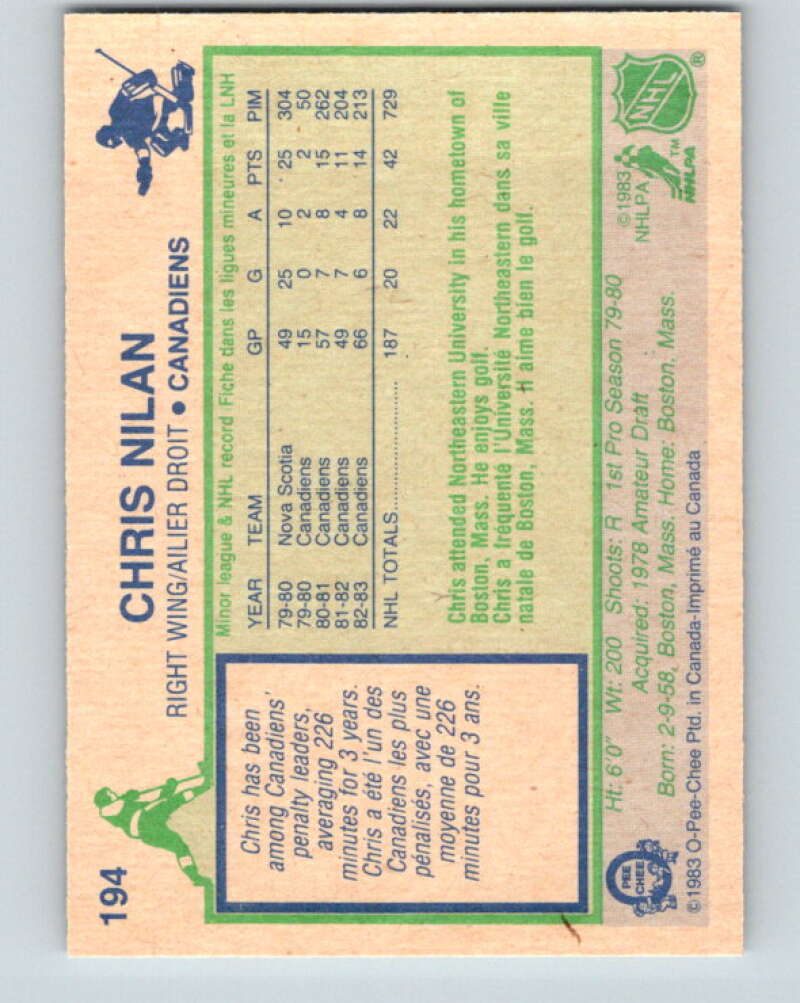 194
CHRIS NILAN
RIGHT WING/AILIER DROIT • CANADIENS
Minor league & NHL record Fiche dans les ligues mineures et la LNH
YEAR TEAM GP G A PTS PIM
79-80 Nova Scotia 49 25 10 25 304
79-80 Canadiens 15 0 2 2 50
80-81 Canadiens 57 7 8 15 262
81-82 Canadiens 49 7 4 11 204
82-83 Canadiens 66 6 8 14 213
NHL TOTALS.......................... 187 20 22 42 729
Chris has been
among Canadiens'
penalty leaders,
averaging 226
minutes for 3 years.
Chris a été l'un des
Canadiens les plus
pénalisés, avec une
moyenne de 226
minutes pour 3 ans.
Chris attended Northeastern University in his hometown of
Boston, Mass. He enjoys golf.
Chris a fréquenté l'Université Northeastern dans sa ville
natale de Boston, Mass. Il aime bien le golf.
Ht: 6'0" Wt: 200 Shoots: R 1st Pro Season 79-80
Acquired: 1978 Amateur Draft
Born: 2-9-58, Boston, Mass. Home: Boston, Mass.
©1983 O-Pee-Chee Ptd. in Canada-Imprimé au Canada
O
PEE
CHEE
©1983
NHLPA
NHLPA
TM
NHL
®